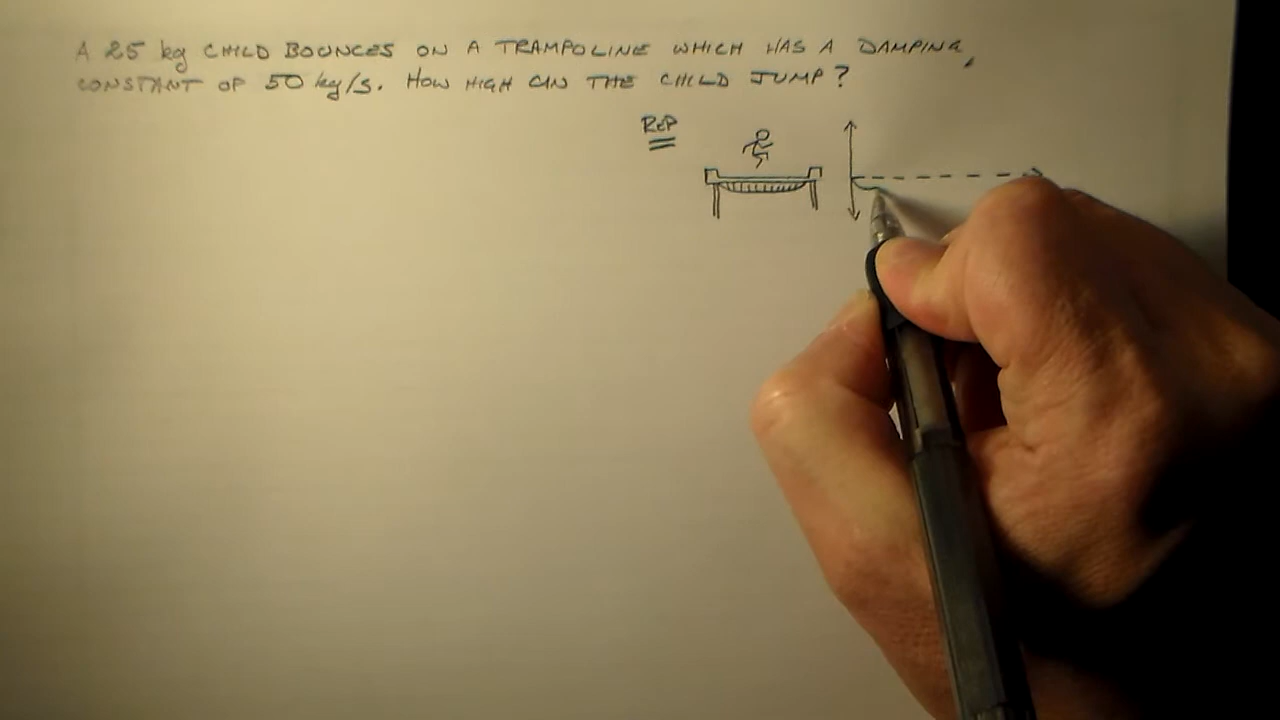 A 25 kg CHILD BOUNCES ON A TRAMPOLINE WHICH HAS A DAMPING
CONSTANT OF 50 kg/s. HOW HIGH CAN THE CHILD JUMP?
REP